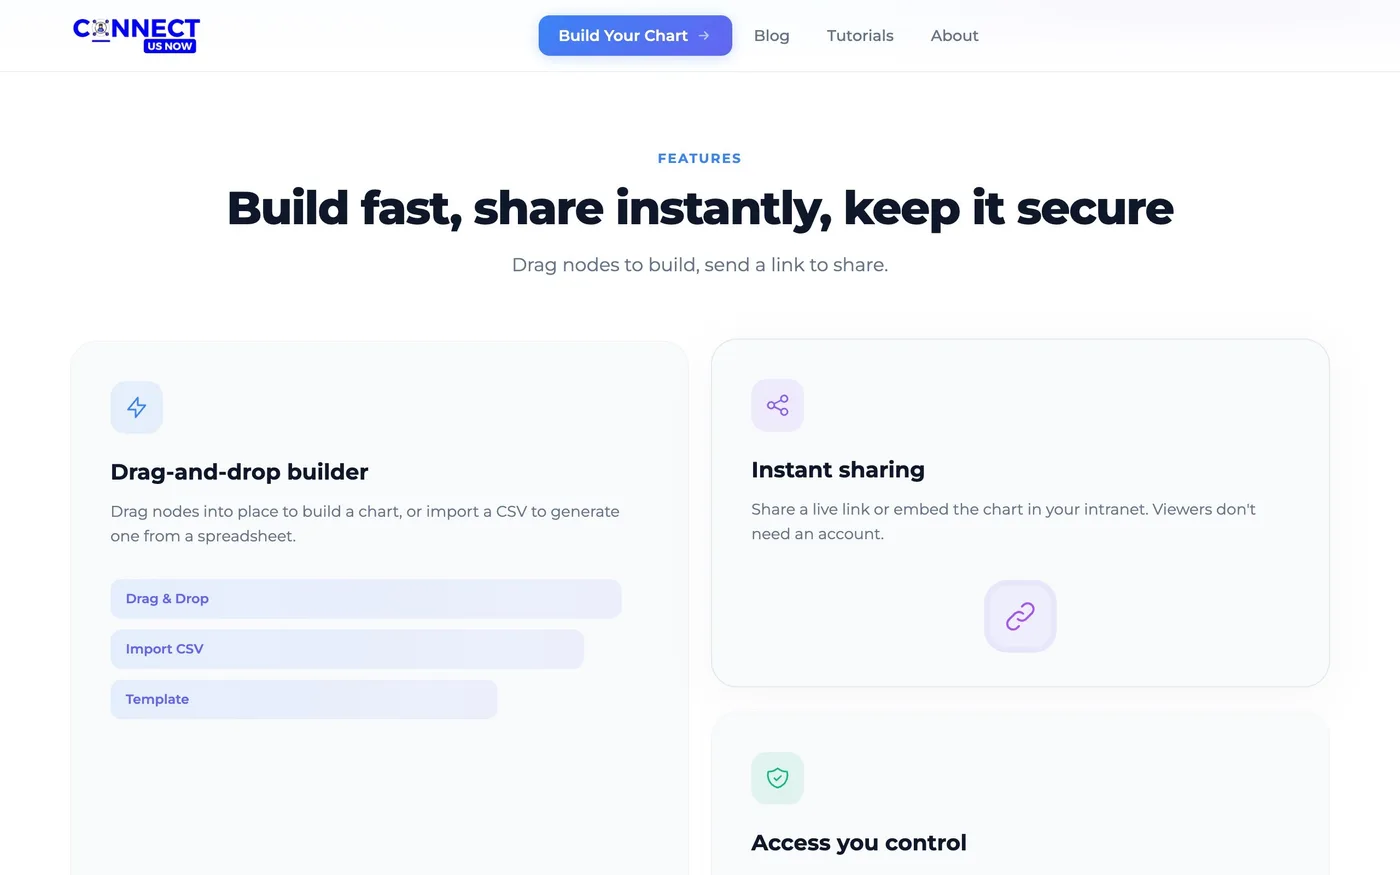 CONNECT
US NOW
Build Your Chart →
Blog
Tutorials
About
FEATURES
Build fast, share instantly, keep it secure
Drag nodes to build, send a link to share.
Drag-and-drop builder
Drag nodes into place to build a chart, or import a CSV to generate
one from a spreadsheet.
Drag & Drop
Import CSV
Template
Instant sharing
Share a live link or embed the chart in your intranet. Viewers don't
need an account.
Access you control